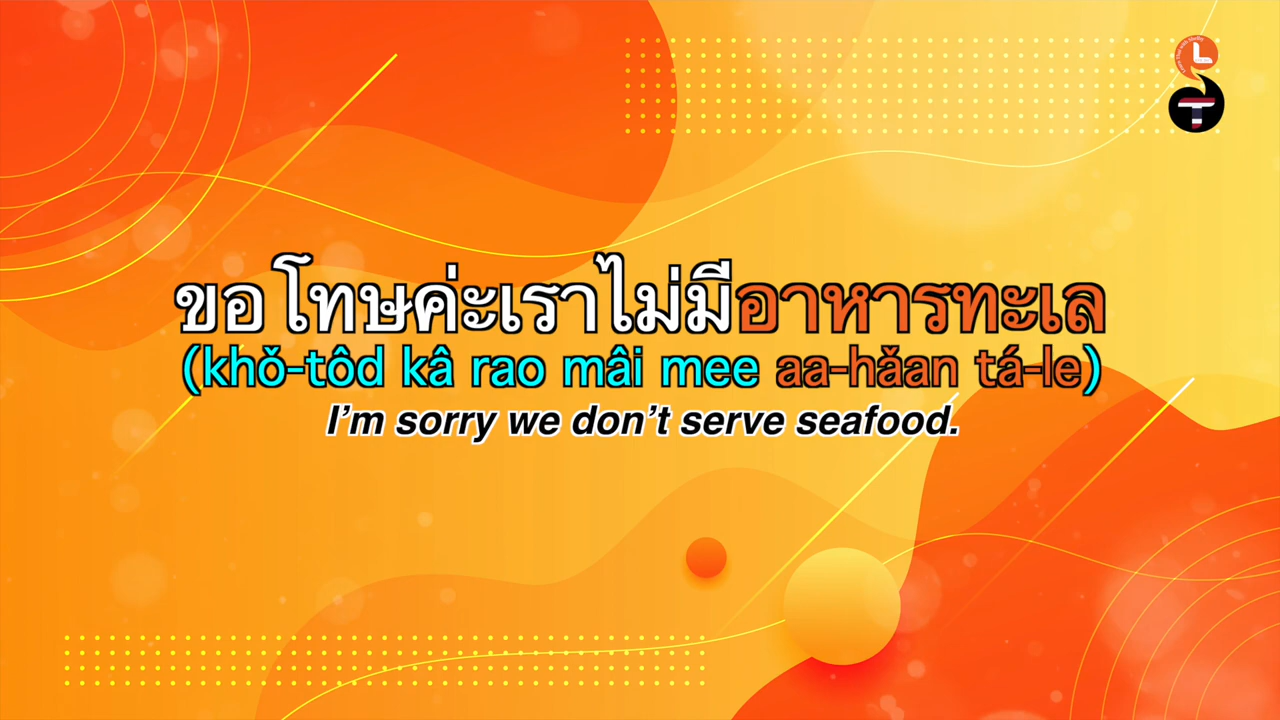 ขอโทษค่ะเราไม่มีอาหารทะเล
(khǒ-tôd kâ rao mâi mee aa-hǎan tá-le)
I'm sorry we don't serve seafood.
L
T